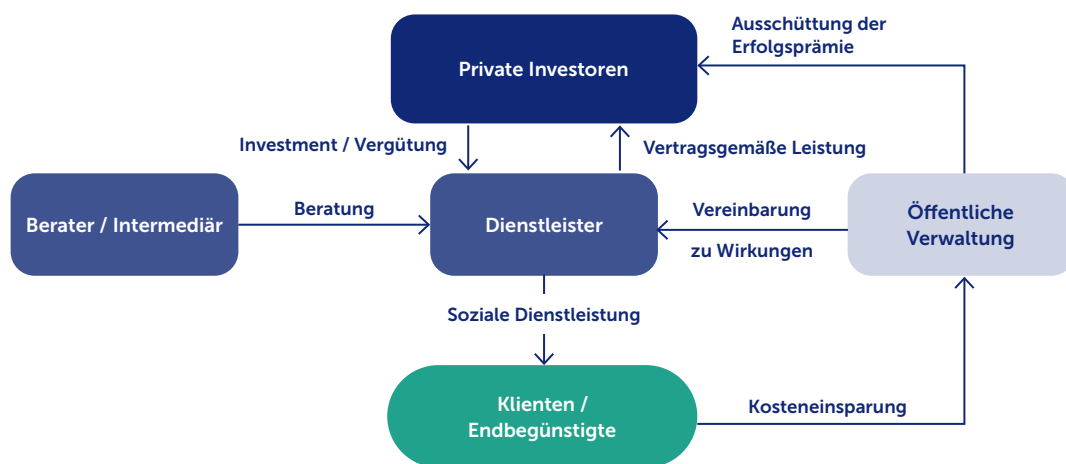 Ausschüttung der
Erfolgsprämie
Private Investoren
Investment / Vergütung
Vertragsgemäße Leistung
Berater / Intermediär
Beratung
Dienstleister
Vereinbarung
zu Wirkungen
Öffentliche
Verwaltung
Soziale Dienstleistung
Klienten /
Endbegünstigte
Kosteneinsparung